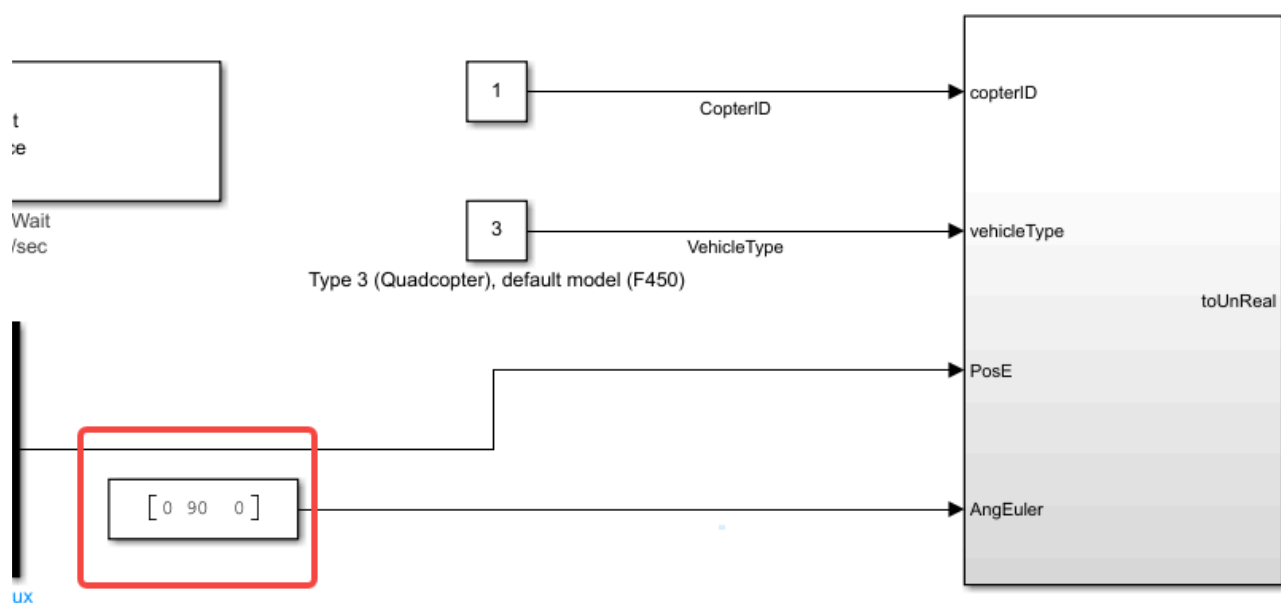 1
CopterID
copterID
t
ce
Wait
/sec
3
VehicleType
vehicleType
Type 3 (Quadcopter), default model (F450)
toUnReal
PosE
[0 90 0]
AngEuler
ux